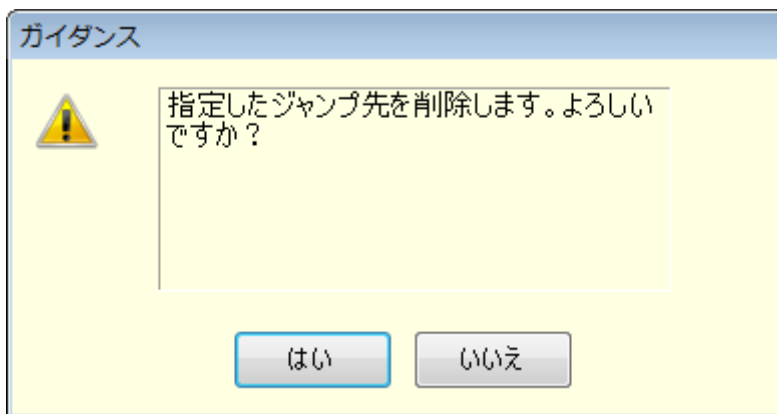 ガイダンス
指定したジャンプ先を削除します。よろしい
ですか？
はい
いいえ